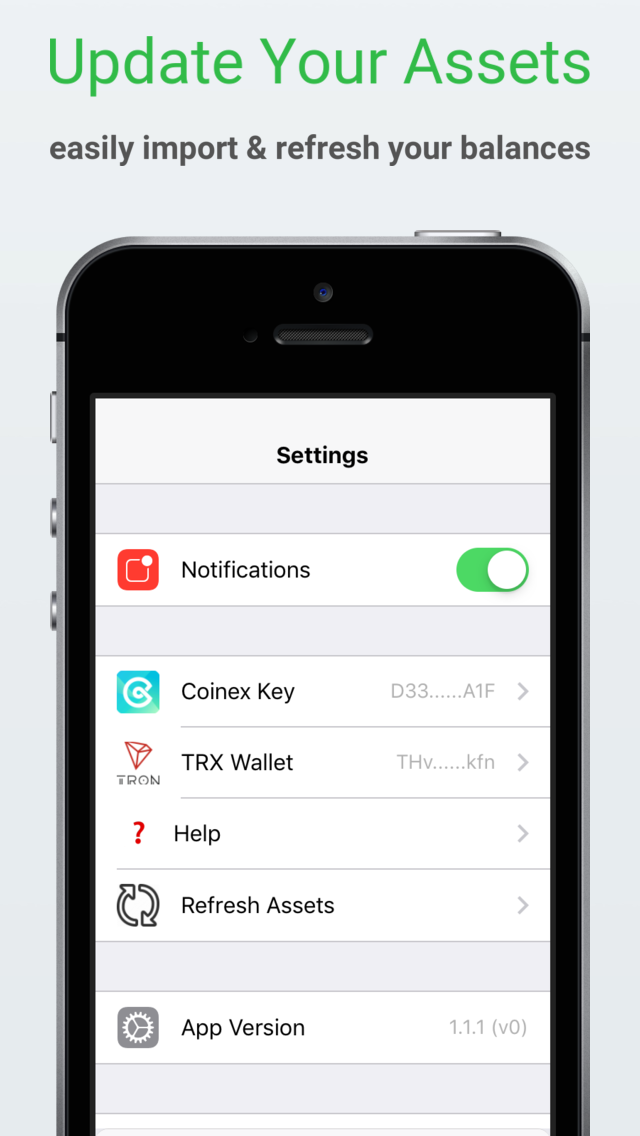 Update Your Assets
easily import & refresh your balances
Settings
Notifications
Coinex Key D33......A1F
TRON
TRX Wallet THv......kfn
? Help
Refresh Assets
App Version 1.1.1 (v0)